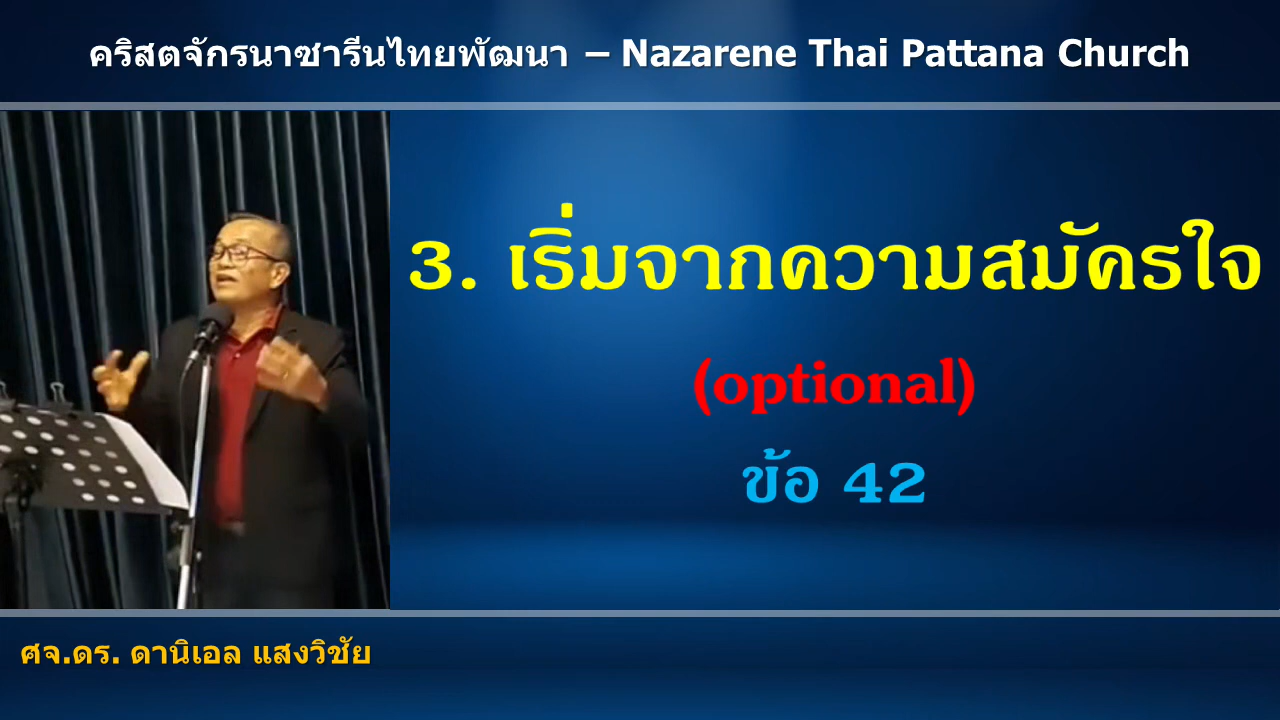 คริสตจักรนาซารีนไทยพัฒนา – Nazarene Thai Pattana Church
3. เริ่มจากความสมัครใจ
(optional)
ข้อ 42
ศจ.ดร. ดานิเอล แสงวิชัย